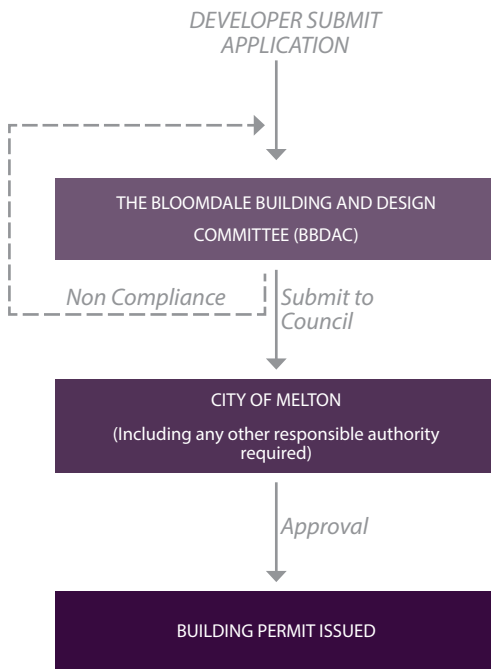 DEVELOPER SUBMIT
APPLICATION
THE BLOOMDALE BUILDING AND DESIGN
COMMITTEE (BBDAC)
Non Compliance
Submit to
Council
CITY OF MELTON
(Including any other responsible authority
required)
Approval
BUILDING PERMIT ISSUED